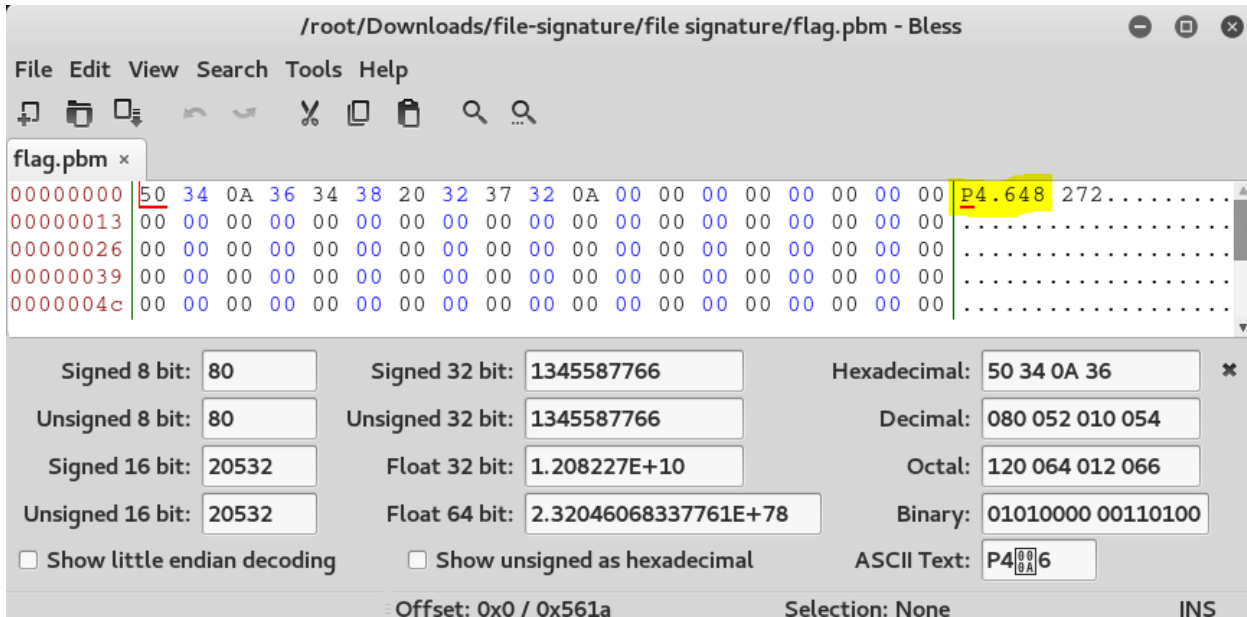 /root/Downloads/file-signature/file signature/flag.pbm - Bless
File Edit View Search Tools Help
flag.pbm ×
00000000 50 34 0A 36 34 38 20 32 37 32 0A 00 00 00 00 00 00 00 00 P4.648 272.........
00000013 00 00 00 00 00 00 00 00 00 00 00 00 00 00 00 00 00 00 00 ...................
00000026 00 00 00 00 00 00 00 00 00 00 00 00 00 00 00 00 00 00 00 ...................
00000039 00 00 00 00 00 00 00 00 00 00 00 00 00 00 00 00 00 00 00 ...................
0000004c 00 00 00 00 00 00 00 00 00 00 00 00 00 00 00 00 00 00 00 ...................
Signed 8 bit: 80 Signed 32 bit: 1345587766 Hexadecimal: 50 34 0A 36
Unsigned 8 bit: 80 Unsigned 32 bit: 1345587766 Decimal: 080 052 010 054
Signed 16 bit: 20532 Float 32 bit: 1.208227E+10 Octal: 120 064 012 066
Unsigned 16 bit: 20532 Float 64 bit: 2.32046068337761E+78 Binary: 01010000 00110100
Show little endian decoding Show unsigned as hexadecimal ASCII Text: P4 000A 6
Offset: 0x0 / 0x561a Selection: None INS